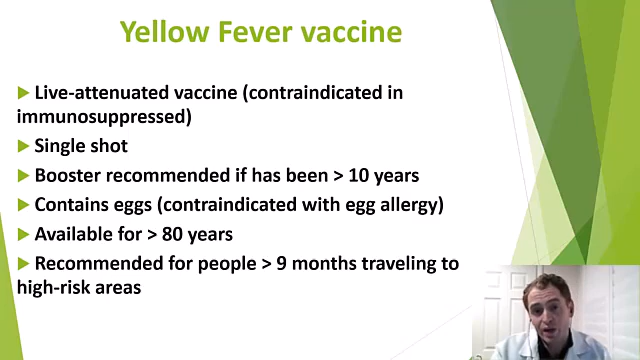 Yellow Fever vaccine
Live-attenuated vaccine (contraindicated in
immunosuppressed)
Single shot
Booster recommended if has been > 10 years
Contains eggs (contraindicated with egg allergy)
Available for > 80 years
Recommended for people > 9 months traveling to
high-risk areas